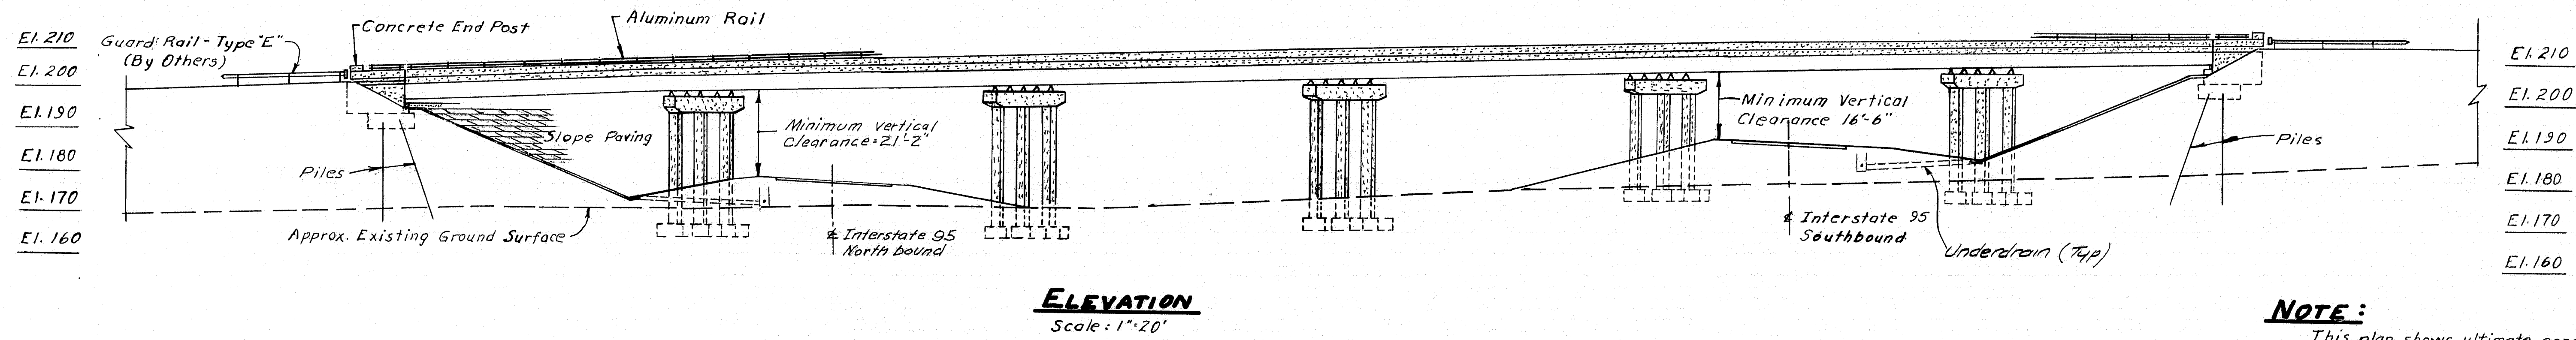 El. 210
El. 200
El. 190
El. 180
El. 170
El. 160
Guard Rail - Type "E"
(By Others)
Concrete End Post
Aluminum Rail
Slope Paving
Piles
Approx. Existing Ground Surface
Minimum Vertical
Clearance = 21'-2"
℄ Interstate 95
North bound
Minimum Vertical
Clearance 16'-6"
℄ Interstate 95
Southbound
Underdrain (Typ)
Piles
El. 210
El. 200
El. 190
El. 180
El. 170
El. 160
ELEVATION
Scale: 1"=20'
NOTE:
This plan shows ultimate